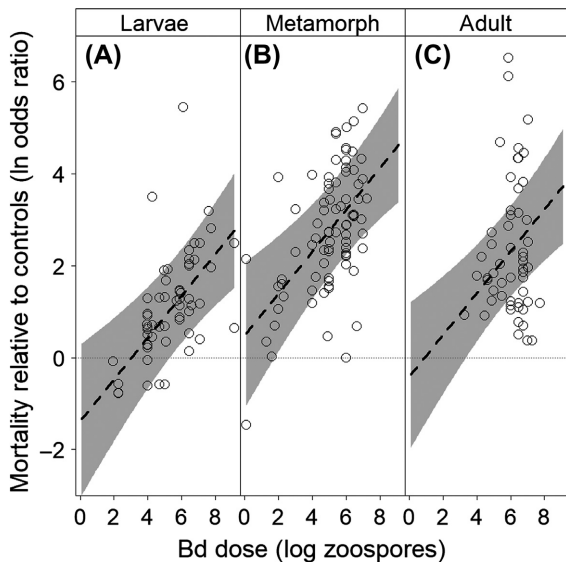 Larvae Metamorph Adult
(A) (B) (C)
Mortality relative to controls (ln odds ratio)
6
4
2
0
−2
0 2 4 6 8 0 2 4 6 8 0 2 4 6 8
Bd dose (log zoospores)